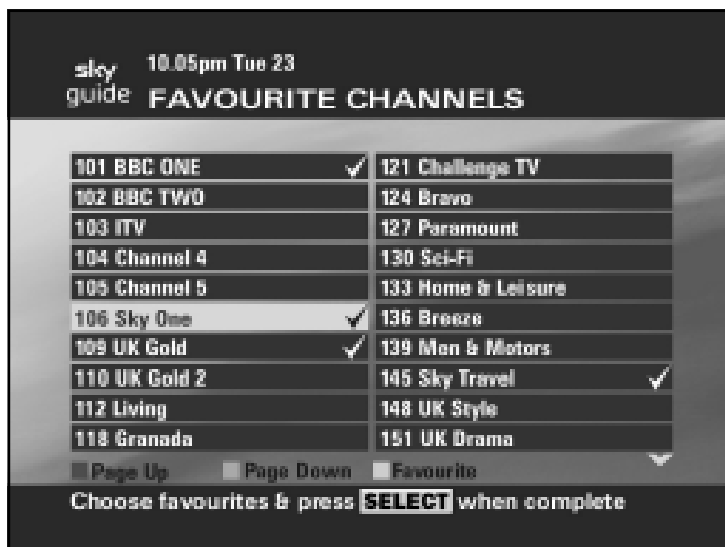 sky guide
10.05pm Tue 23
FAVOURITE CHANNELS
101 BBC ONE ✓
102 BBC TWO
103 ITV
104 Channel 4
105 Channel 5
106 Sky One ✓
109 UK Gold ✓
110 UK Gold 2
112 Living
118 Granada
121 Challenge TV
124 Bravo
127 Paramount
130 Sci-Fi
133 Home & Leisure
136 Breeze
139 Men & Motors
145 Sky Travel ✓
148 UK Style
151 UK Drama
Page Up Page Down Favourite
Choose favourites & press SELECT when complete